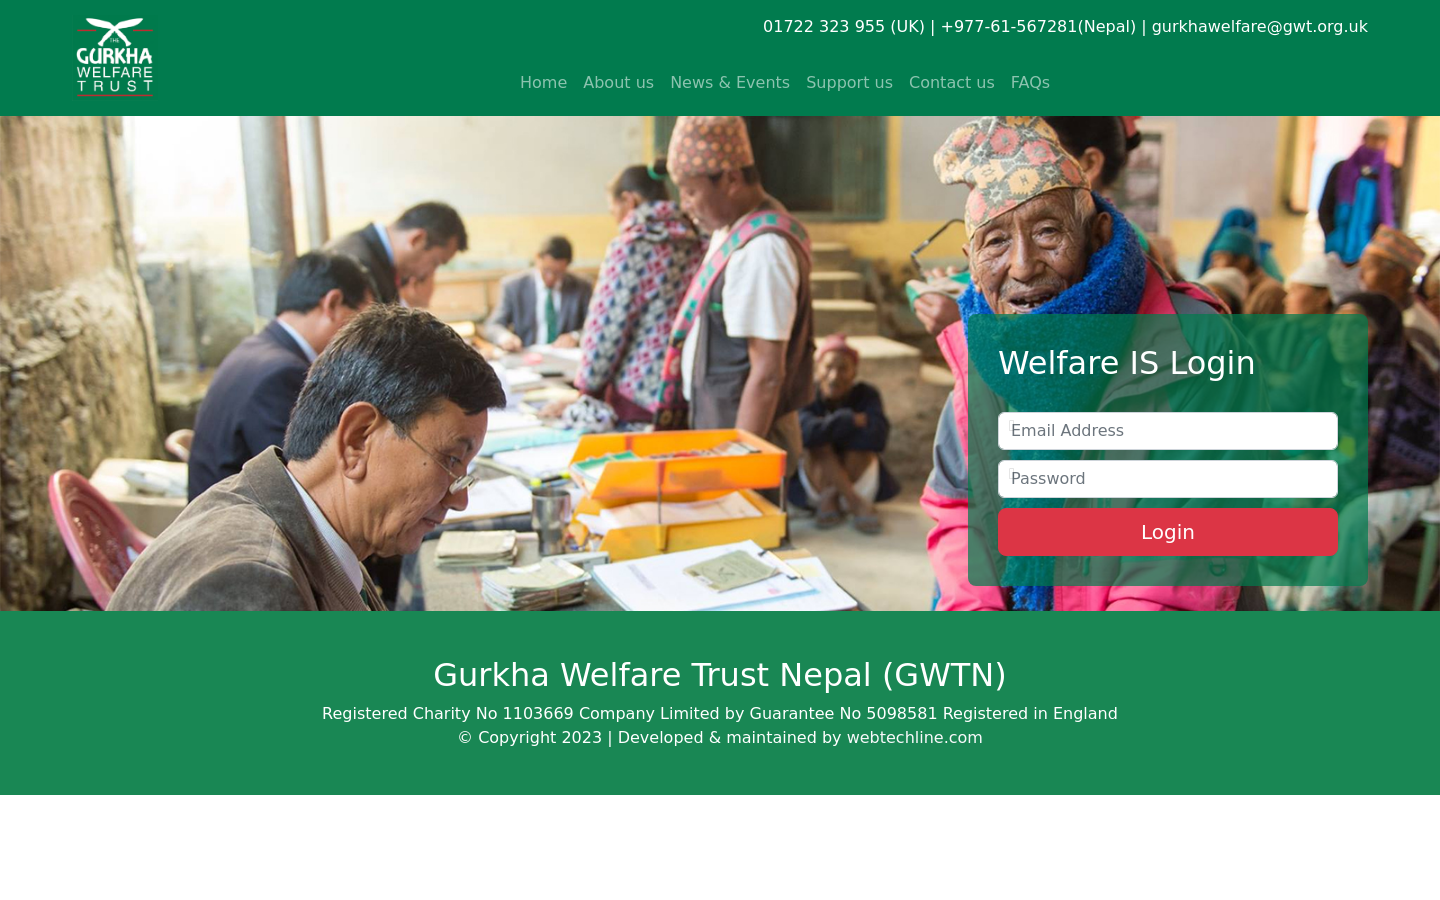 THE
GURKHA
WELFARE
TRUST
01722 323 955 (UK) | +977-61-567281(Nepal) | gurkhawelfare@gwt.org.uk
Home About us News & Events Support us Contact us FAQs
Welfare IS Login
Email Address
Password
Login
Gurkha Welfare Trust Nepal (GWTN)
Registered Charity No 1103669 Company Limited by Guarantee No 5098581 Registered in England
© Copyright 2023 | Developed & maintained by webtechline.com